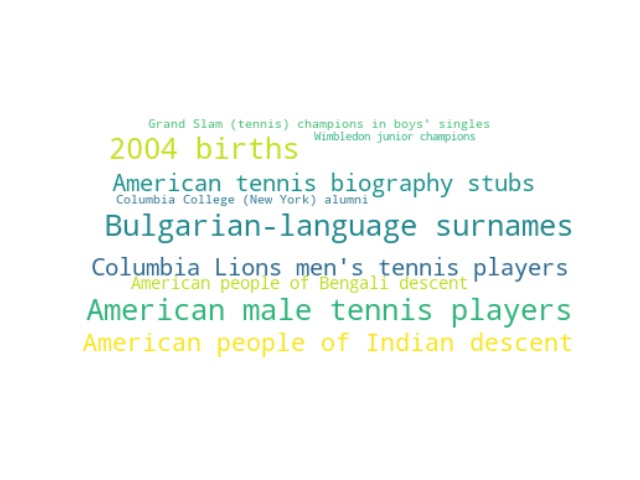 Grand Slam (tennis) champions in boys' singles
Wimbledon junior champions
2004 births
American tennis biography stubs
Columbia College (New York) alumni
Bulgarian-language surnames
Columbia Lions men's tennis players
American people of Bengali descent
American male tennis players
American people of Indian descent